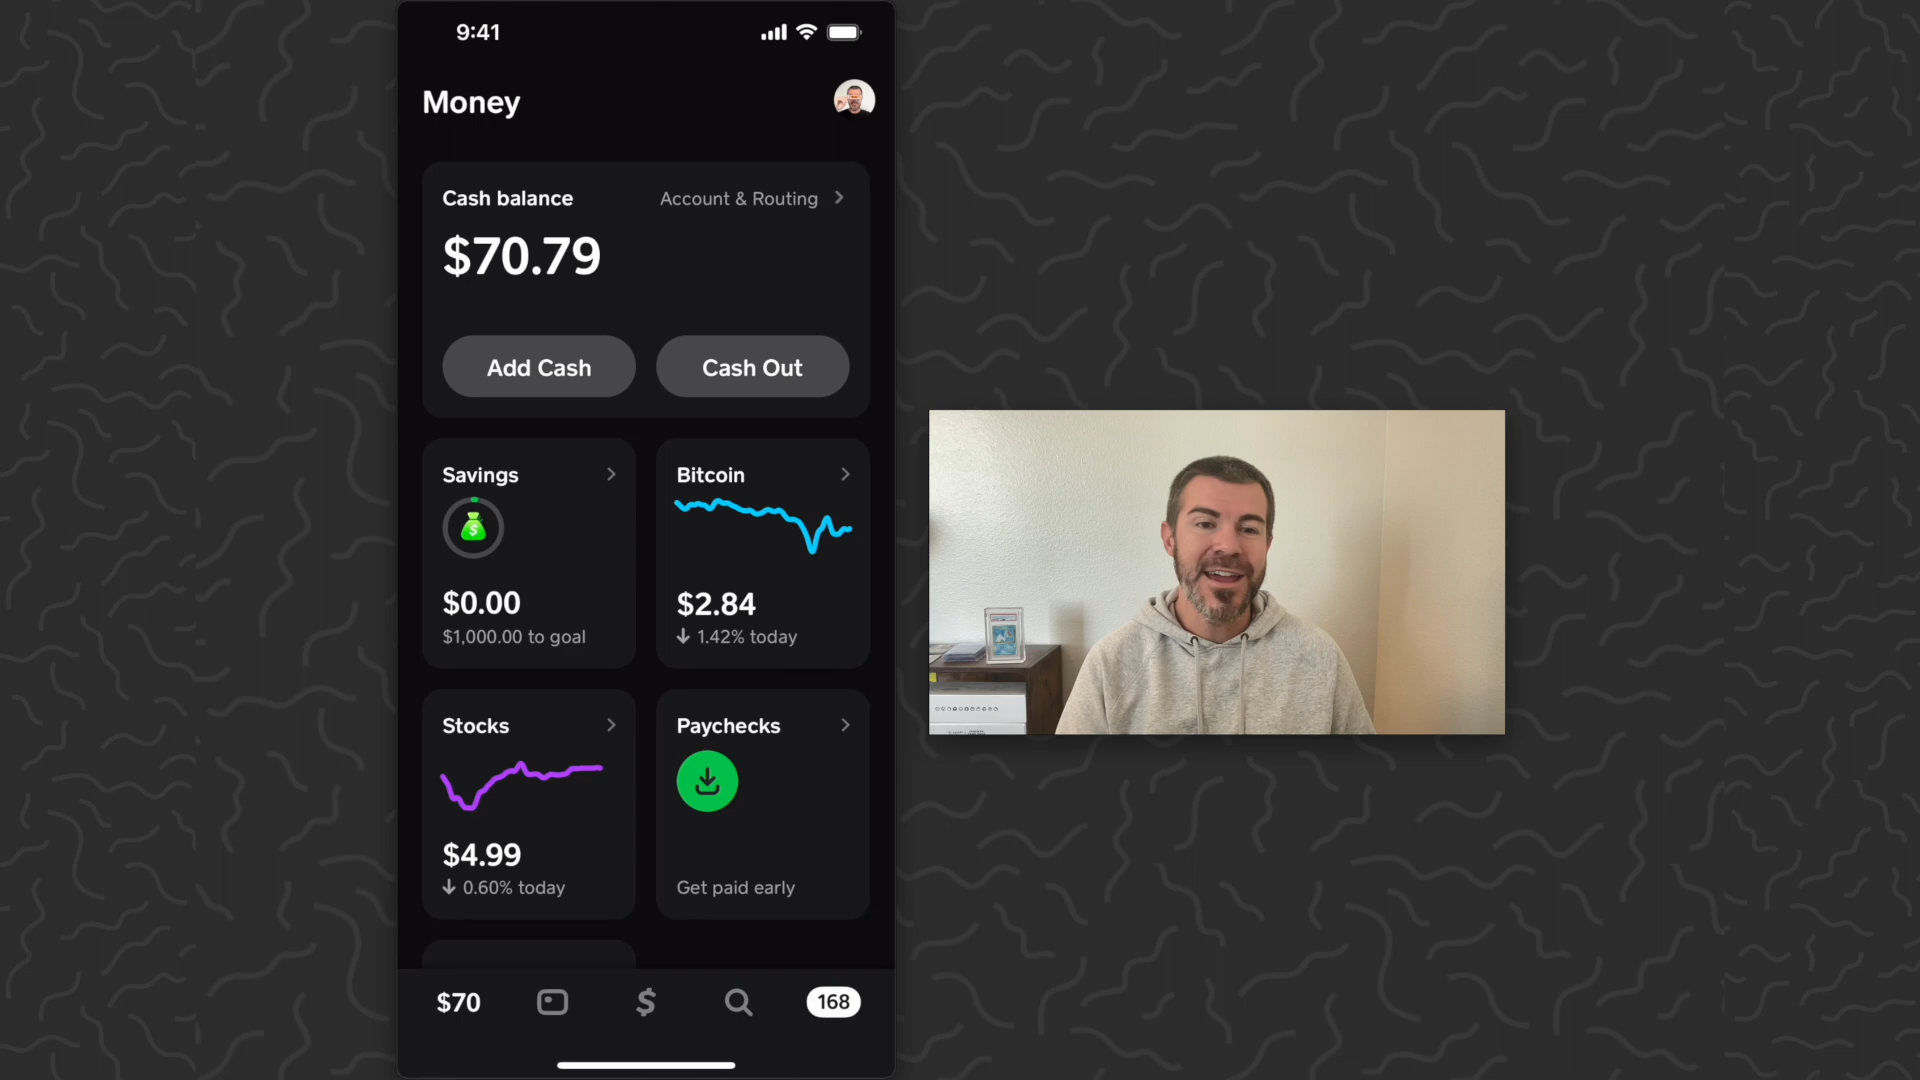 9:41
Money
Cash balance
Account & Routing
$70.79
Add Cash
Cash Out
Savings
Bitcoin
$0.00
$1,000.00 to goal
$2.84
1.42% today
Stocks
Paychecks
$4.99
0.60% today
Get paid early
$70
168